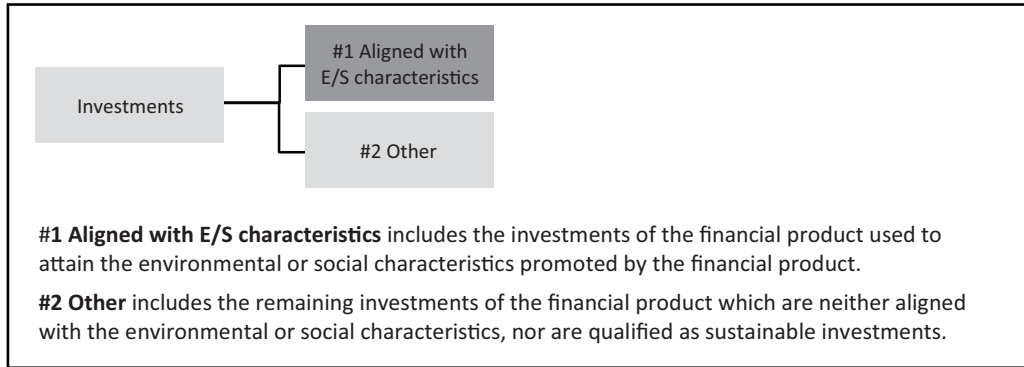 #1 Aligned with
E/S characteristics
Investments
#2 Other
#1 Aligned with E/S characteristics includes the investments of the financial product used to
attain the environmental or social characteristics promoted by the financial product.
#2 Other includes the remaining investments of the financial product which are neither aligned
with the environmental or social characteristics, nor are qualified as sustainable investments.